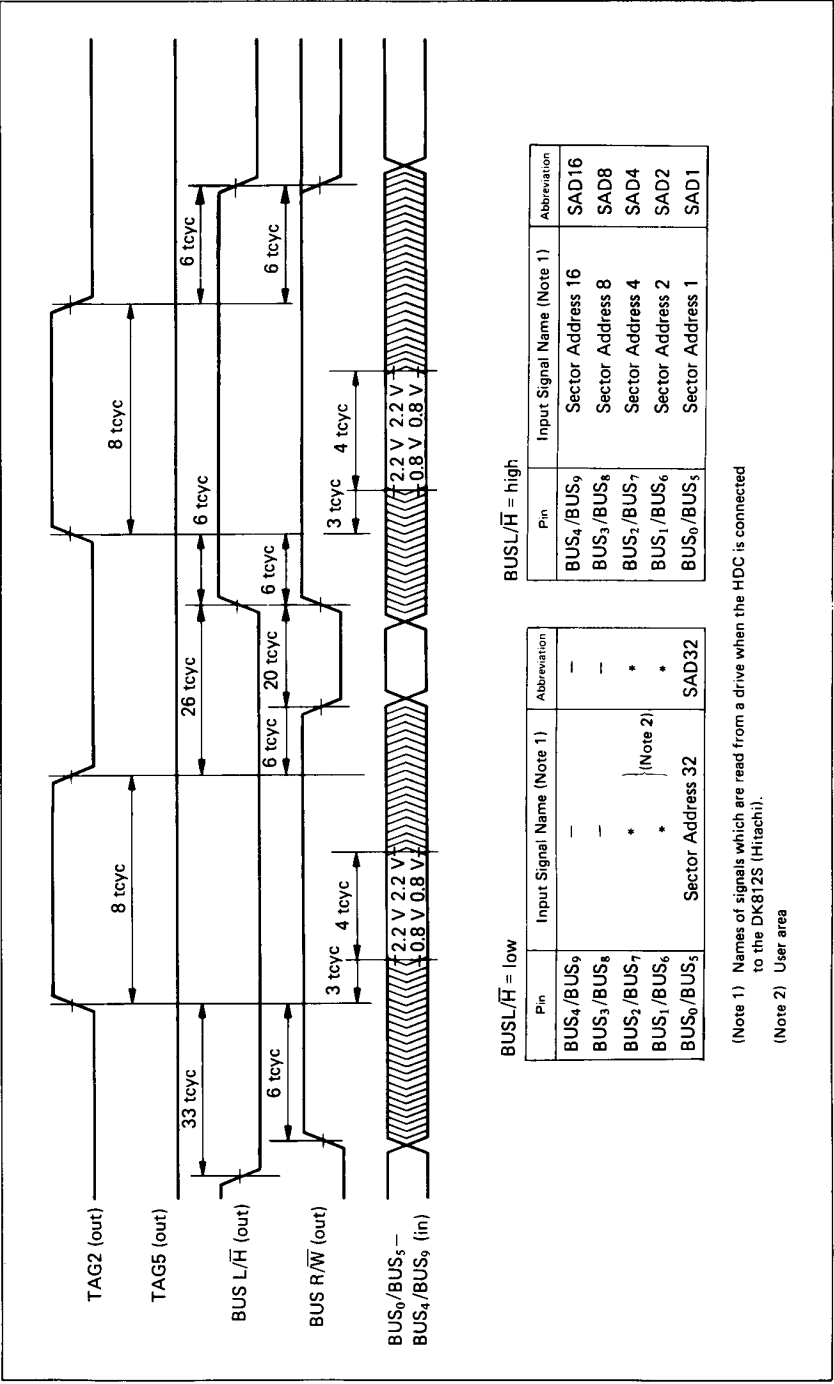 TAG2 (out)
8 tcyc
8 tcyc
TAG5 (out)
33 tcyc
26 tcyc
6 tcyc
6 tcyc
BUS L/H̅ (out)
6 tcyc
6 tcyc
20 tcyc
6 tcyc
6 tcyc
BUS R/W̅ (out)
3 tcyc
4 tcyc
3 tcyc
4 tcyc
2.2 V 2.2 V
0.8 V 0.8 V
2.2 V 2.2 V
0.8 V 0.8 V
BUS₀/BUS₅–
BUS₄/BUS₉ (in)
BUSL/H̅ = low
Pin Input Signal Name (Note 1) Abbreviation
BUS₄/BUS₉ – –
BUS₃/BUS₈ – –
BUS₂/BUS₇ * *
BUS₁/BUS₆ * (Note 2) *
BUS₀/BUS₅ Sector Address 32 SAD32
BUSL/H̅ = high
Pin Input Signal Name (Note 1) Abbreviation
BUS₄/BUS₉ Sector Address 16 SAD16
BUS₃/BUS₈ Sector Address 8 SAD8
BUS₂/BUS₇ Sector Address 4 SAD4
BUS₁/BUS₆ Sector Address 2 SAD2
BUS₀/BUS₅ Sector Address 1 SAD1
(Note 1) Names of signals which are read from a drive when the HDC is connected
to the DK812S (Hitachi).
(Note 2) User area